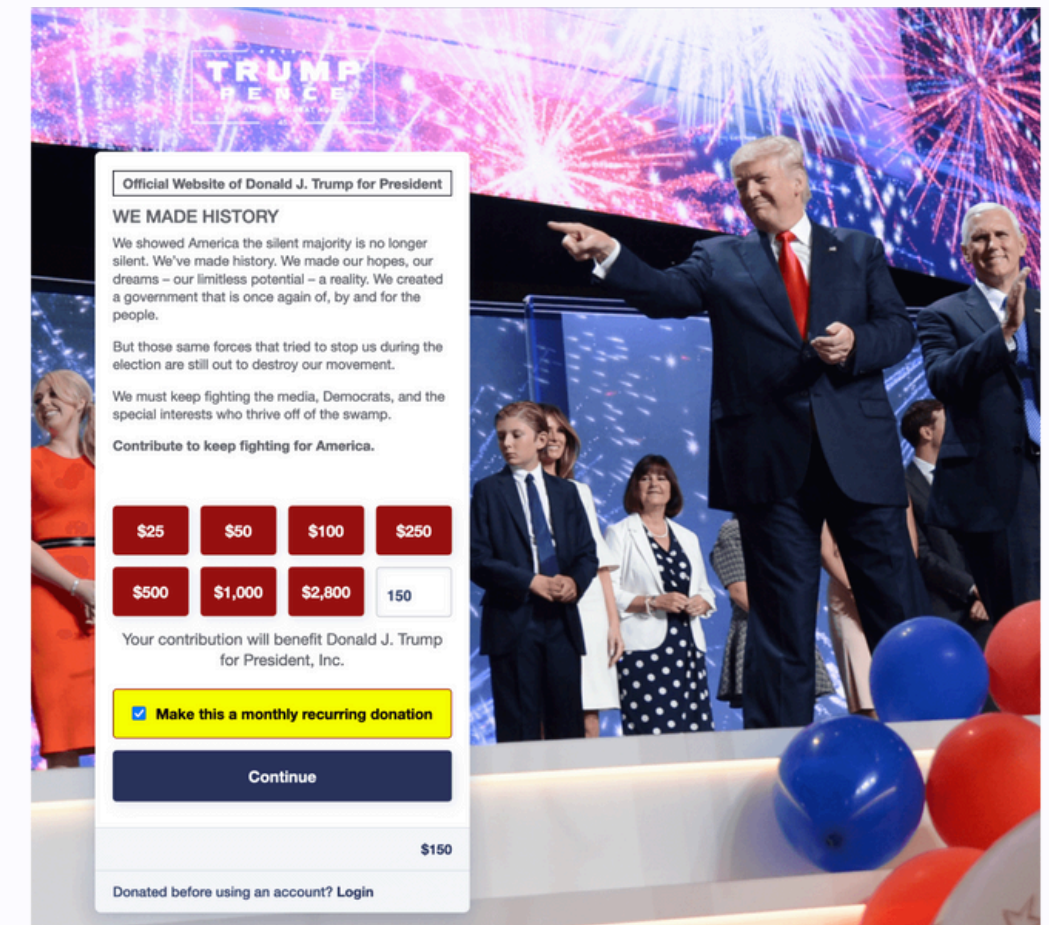 TRUMP
PENCE
Official Website of Donald J. Trump for President
WE MADE HISTORY
We showed America the silent majority is no longer
silent. We've made history. We made our hopes, our
dreams – our limitless potential – a reality. We created
a government that is once again of, by and for the
people.
But those same forces that tried to stop us during the
election are still out to destroy our movement.
We must keep fighting the media, Democrats, and the
special interests who thrive off of the swamp.
Contribute to keep fighting for America.
$25 $50 $100 $250
$500 $1,000 $2,800 150
Your contribution will benefit Donald J. Trump
for President, Inc.
Make this a monthly recurring donation
Continue
$150
Donated before using an account? Login